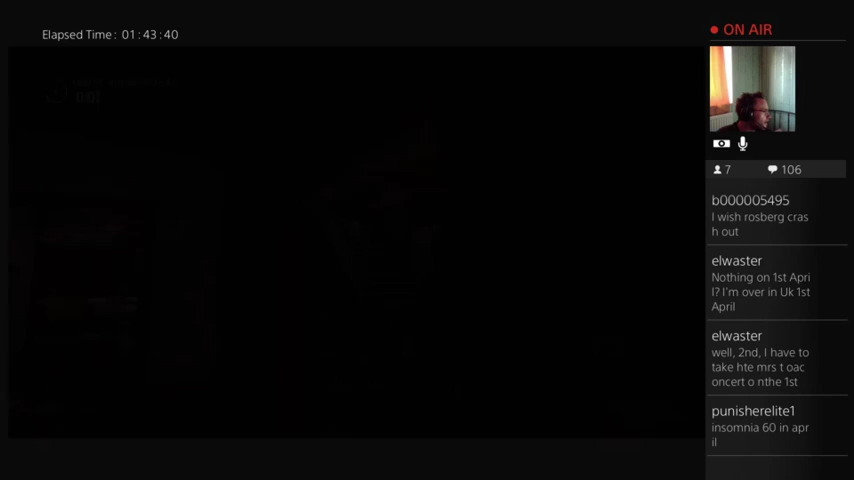 Elapsed Time: 01:43:40
ON AIR
0:01
7 106
b000005495
I wish rosberg cras
h out
elwaster
Nothing on 1st Apri
l? I'm over in Uk 1st
April
elwaster
well, 2nd, I have to
take hte mrs t oac
oncert o nthe 1st
punisherelite1
insomnia 60 in apr
il